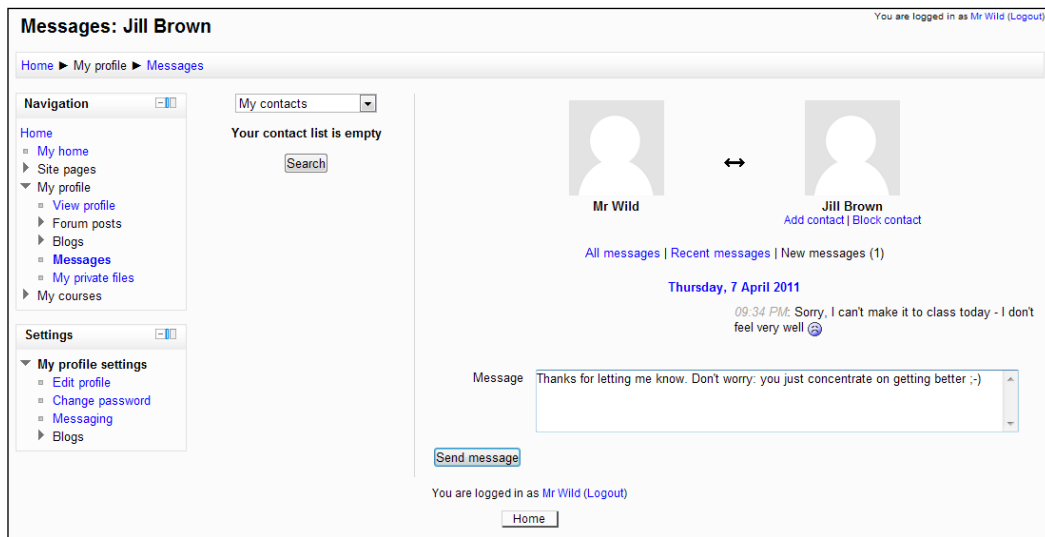 Messages: Jill Brown
You are logged in as Mr Wild (Logout)
Home ► My profile ► Messages
Navigation
Home
My home
Site pages
My profile
View profile
Forum posts
Blogs
Messages
My private files
My courses
Settings
My profile settings
Edit profile
Change password
Messaging
Blogs
My contacts
Your contact list is empty
Search
Mr Wild
Jill Brown
Add contact | Block contact
All messages | Recent messages | New messages (1)
Thursday, 7 April 2011
09:34 PM: Sorry, I can't make it to class today - I don't
feel very well
Message
Thanks for letting me know. Don't worry: you just concentrate on getting better ;-)
Send message
You are logged in as Mr Wild (Logout)
Home